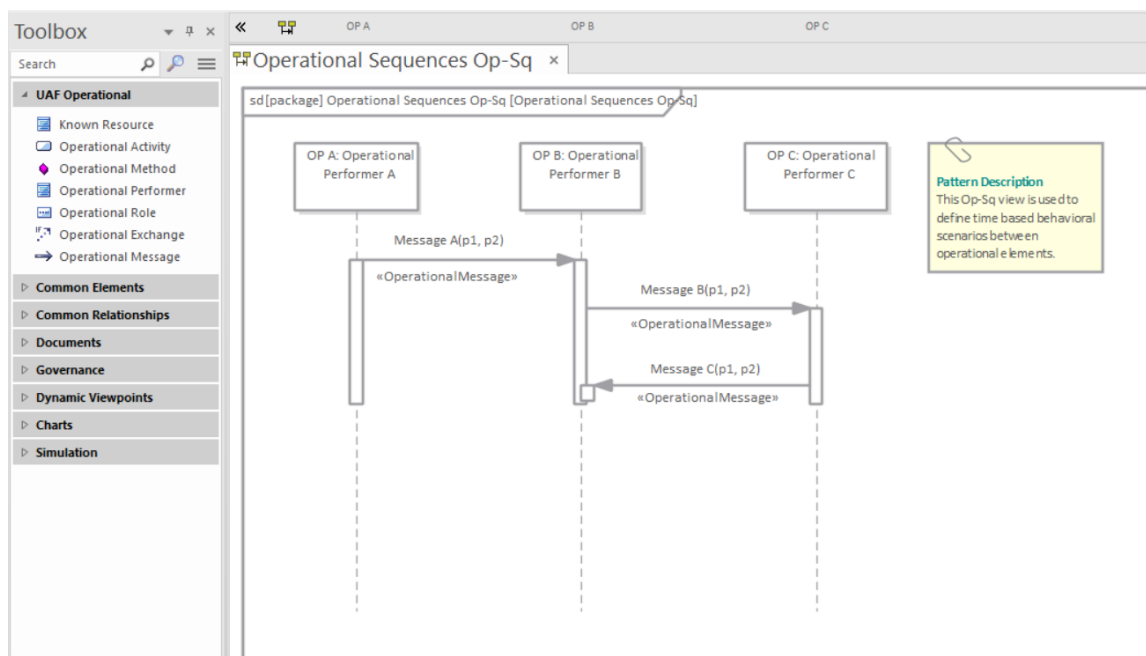 Toolbox
Search
UAF Operational
Known Resource
Operational Activity
Operational Method
Operational Performer
Operational Role
Operational Exchange
Operational Message
Common Elements
Common Relationships
Documents
Governance
Dynamic Viewpoints
Charts
Simulation
OP A OP B OP C
Operational Sequences Op-Sq
sd [package] Operational Sequences Op-Sq [Operational Sequences Op-Sq]
OP A: Operational
Performer A
OP B: Operational
Performer B
OP C: Operational
Performer C
Pattern Description
This Op-Sq view is used to
define time based behavioral
scenarios between
operational elements.
Message A(p1, p2)
«OperationalMessage»
Message B(p1, p2)
«OperationalMessage»
Message C(p1, p2)
«OperationalMessage»